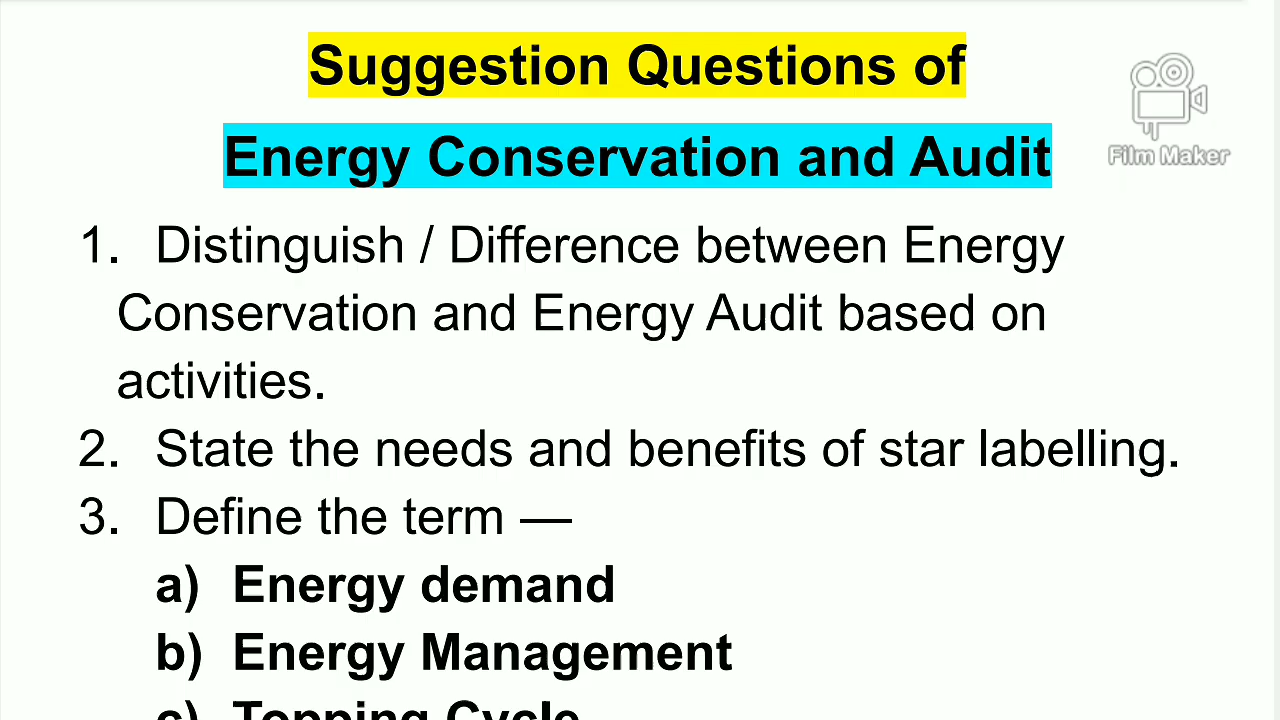 Suggestion Questions of
Energy Conservation and Audit
Film Maker
1. Distinguish / Difference between Energy
Conservation and Energy Audit based on
activities.
2. State the needs and benefits of star labelling.
3. Define the term —
a) Energy demand
b) Energy Management
c) Topping Cycle